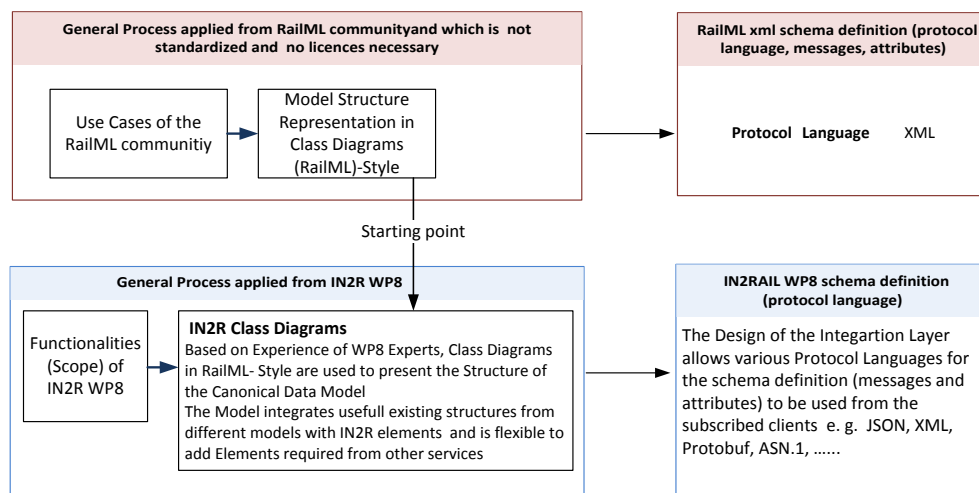 General Process applied from RailML communityand which is not
standardized and no licences necessary
Use Cases of the
RailML communitiy
Model Structure
Representation in
Class Diagrams
(RailML)-Style
RailML xml schema definition (protocol
language, messages, attributes)
Protocol Language XML
Starting point
General Process applied from IN2R WP8
Functionalities
(Scope) of
IN2R WP8
IN2R Class Diagrams
Based on Experience of WP8 Experts, Class Diagrams
in RailML- Style are used to present the Structure of
the Canonical Data Model
The Model integrates usefull existing structures from
different models with IN2R elements and is flexible to
add Elements required from other services
IN2RAIL WP8 schema definition
(protocol language)
The Design of the Integartion Layer
allows various Protocol Languages for
the schema definition (messages and
attributes) to be used from the
subscribed clients e. g. JSON, XML,
Protobuf, ASN.1, …...